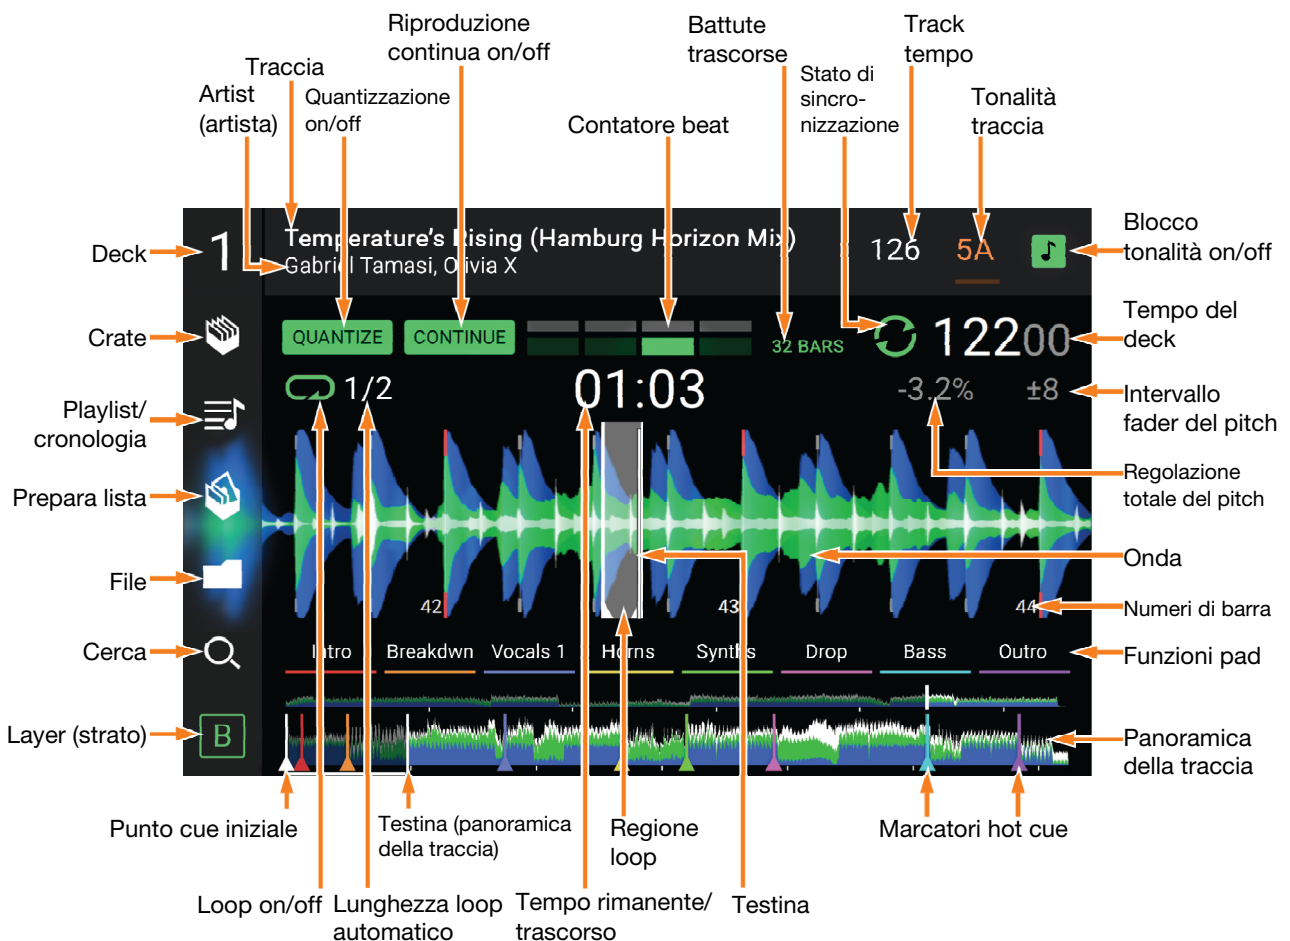 Riproduzione
continua on/off
Battute
trascorse
Track
tempo
Traccia
Stato di
sincro-
nizzazione
Artist
(artista)
Quantizzazione
on/off
Contatore beat
Tonalità
traccia
Deck
1
Temperature's Rising (Hamburg Horizon Mix)
Gabriel Tamasi, Olivia X
126
5A
Blocco
tonalità on/off
Crate
QUANTIZE
CONTINUE
32 BARS
12200
Tempo del
deck
1/2
01:03
-3.2%
±8
Playlist/
cronologia
Intervallo
fader del pitch
Prepara lista
Regolazione
totale del pitch
Onda
File
42
43
44
Numeri di barra
Cerca
Intro
Breakdwn
Vocals 1
Horns
Synths
Drop
Bass
Outro
Funzioni pad
Layer (strato)
B
Panoramica
della traccia
Punto cue iniziale
Testina (panoramica
della traccia)
Regione
loop
Marcatori hot cue
Loop on/off
Lunghezza loop
automatico
Tempo rimanente/
trascorso
Testina